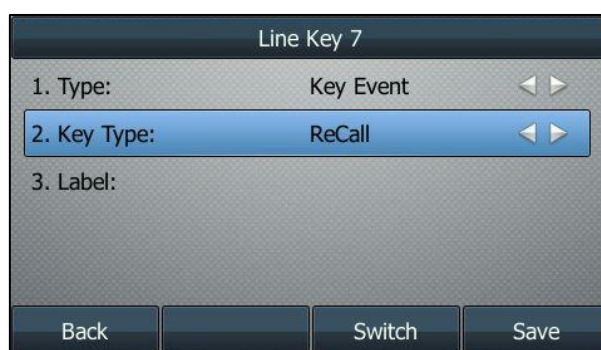 Line Key 7
1. Type: Key Event
2. Key Type: ReCall
3. Label:
Back Switch Save